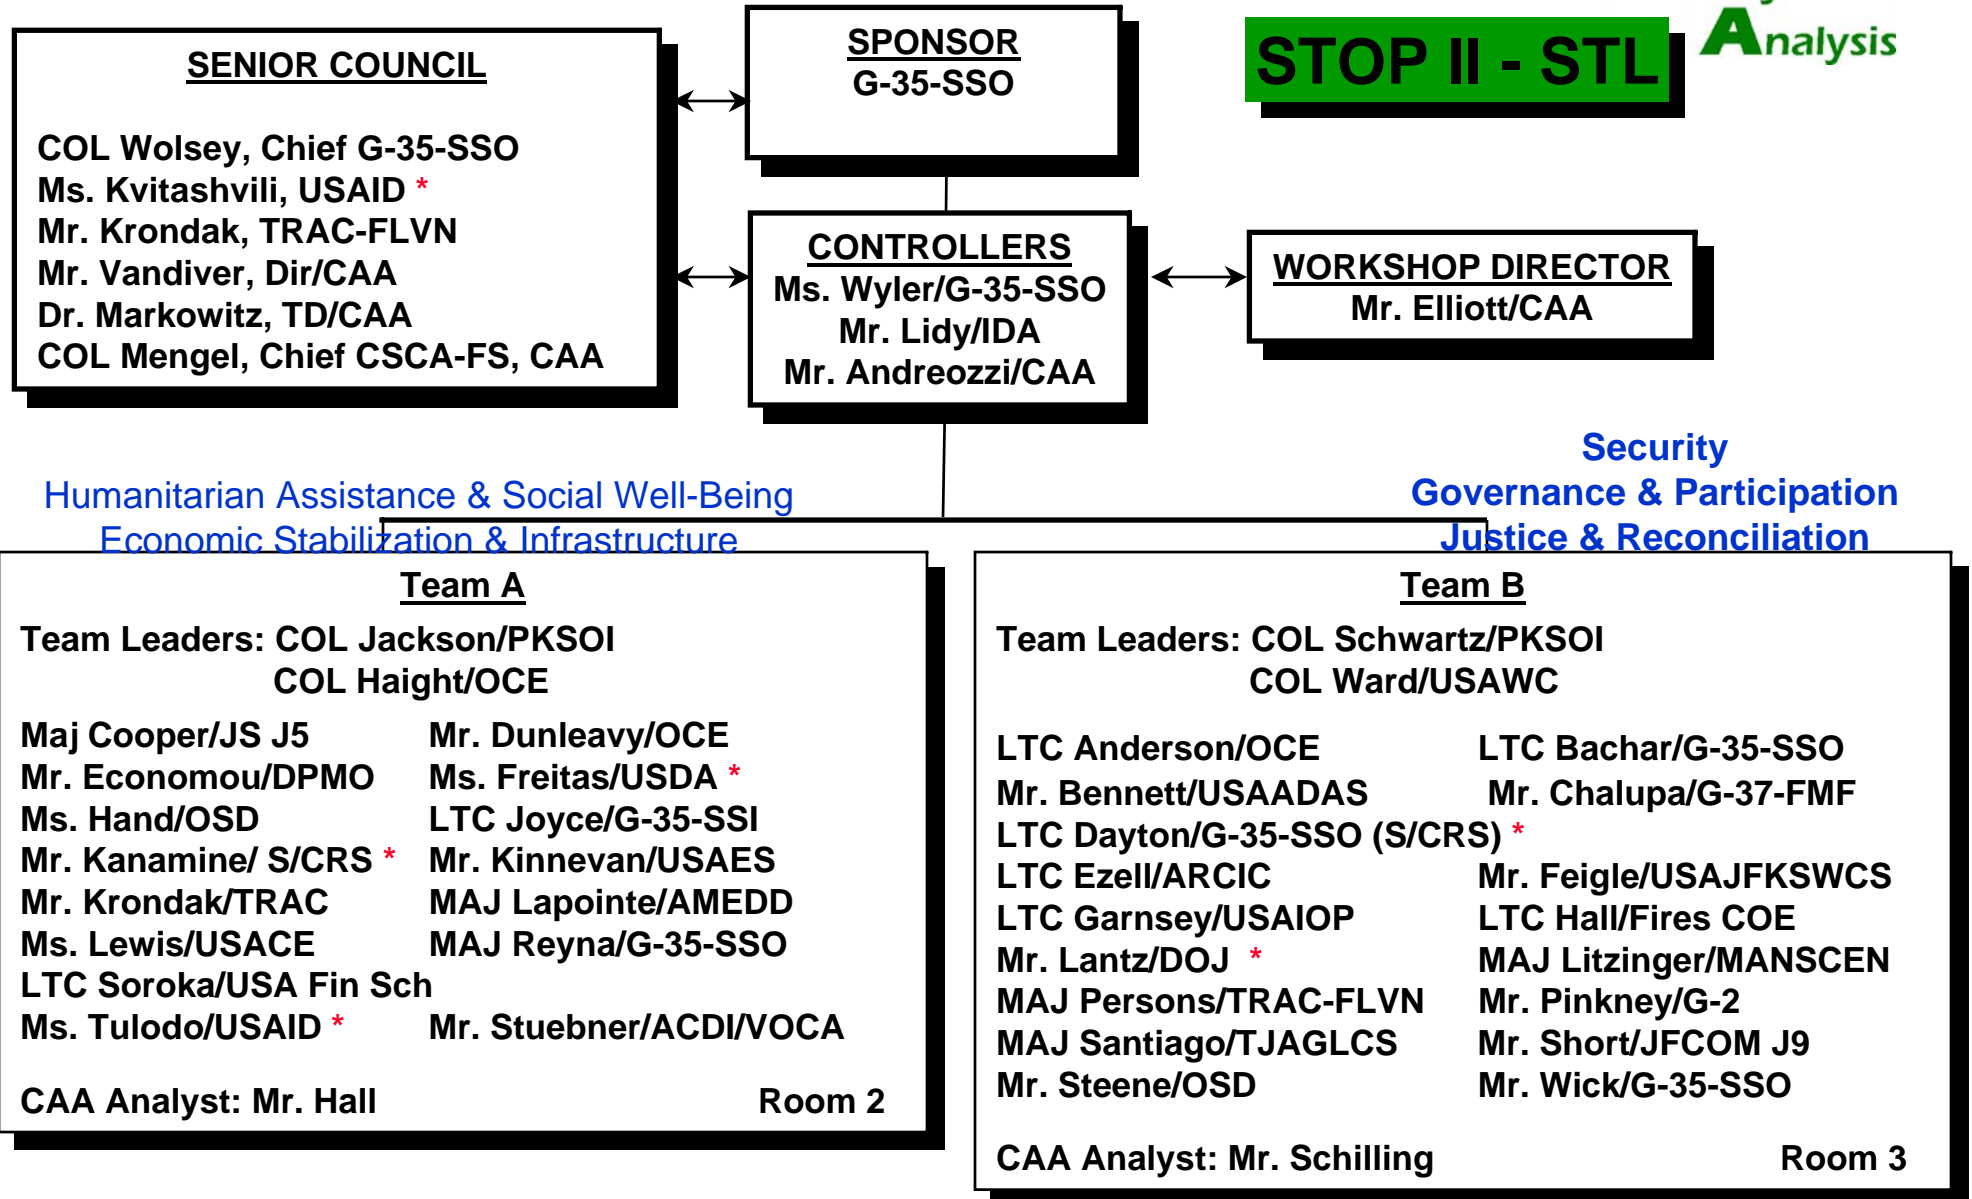 SENIOR COUNCIL
COL Wolsey, Chief G-35-SSO
Ms. Kvitashvili, USAID *
Mr. Krondak, TRAC-FLVN
Mr. Vandiver, Dir/CAA
Dr. Markowitz, TD/CAA
COL Mengel, Chief CSCA-FS, CAA
SPONSOR
G-35-SSO
STOP II - STL
Analysis
CONTROLLERS
Ms. Wyler/G-35-SSO
Mr. Lidy/IDA
Mr. Andreozzi/CAA
WORKSHOP DIRECTOR
Mr. Elliott/CAA
Humanitarian Assistance & Social Well-Being
Economic Stabilization & Infrastructure
Security
Governance & Participation
Justice & Reconciliation
Team A
Team Leaders: COL Jackson/PKSOI
COL Haight/OCE
Maj Cooper/JS J5 Mr. Dunleavy/OCE
Mr. Economou/DPMO Ms. Freitas/USDA *
Ms. Hand/OSD LTC Joyce/G-35-SSI
Mr. Kanamine/ S/CRS * Mr. Kinnevan/USAES
Mr. Krondak/TRAC MAJ Lapointe/AMEDD
Ms. Lewis/USACE MAJ Reyna/G-35-SSO
LTC Soroka/USA Fin Sch
Ms. Tulodo/USAID * Mr. Stuebner/ACDI/VOCA
CAA Analyst: Mr. Hall Room 2
Team B
Team Leaders: COL Schwartz/PKSOI
COL Ward/USAWC
LTC Anderson/OCE LTC Bachar/G-35-SSO
Mr. Bennett/USAADAS Mr. Chalupa/G-37-FMF
LTC Dayton/G-35-SSO (S/CRS) *
LTC Ezell/ARCIC Mr. Feigle/USAJFKSWCS
LTC Garnsey/USAIOP LTC Hall/Fires COE
Mr. Lantz/DOJ * MAJ Litzinger/MANSCEN
MAJ Persons/TRAC-FLVN Mr. Pinkney/G-2
MAJ Santiago/TJAGLCS Mr. Short/JFCOM J9
Mr. Steene/OSD Mr. Wick/G-35-SSO
CAA Analyst: Mr. Schilling Room 3